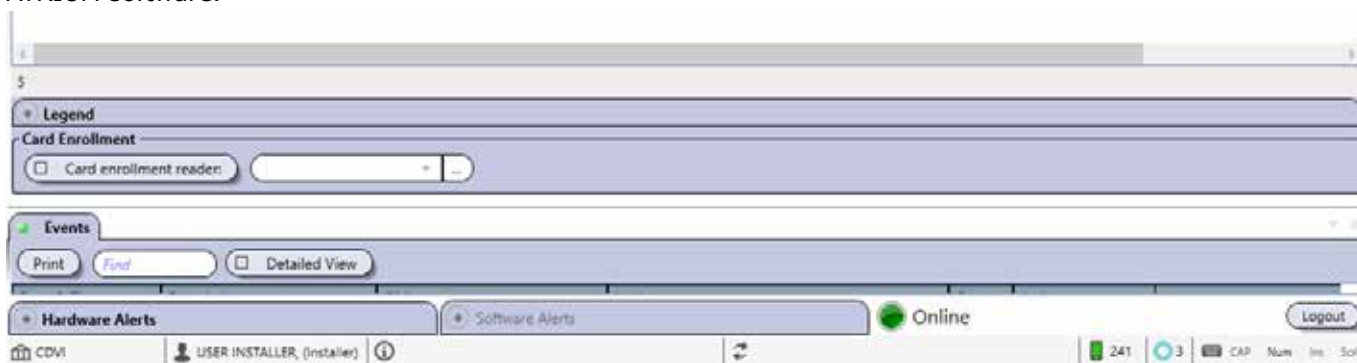 $
Legend
Card Enrollment
Card enrollment reader: ...
Events
Print Find Detailed View
Hardware Alerts Software Alerts Online Logout
CDVI USER INSTALLER, (Installer) 241 3 CAP Num Ins